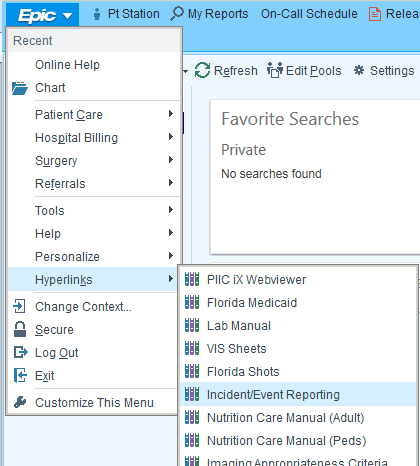 Epic Pt Station My Reports On-Call Schedule Relea
Recent
Online Help
Chart
Patient Care
Hospital Billing
Surgery
Referrals
Tools
Help
Personalize
Hyperlinks
Change Context...
Secure
Log Out
Exit
Customize This Menu
Refresh Edit Pools Settings
Favorite Searches
Private
No searches found
PIIC iX Webviewer
Florida Medicaid
Lab Manual
VIS Sheets
Florida Shots
Incident/Event Reporting
Nutrition Care Manual (Adult)
Nutrition Care Manual (Peds)
Imaging Appropriateness Criteria